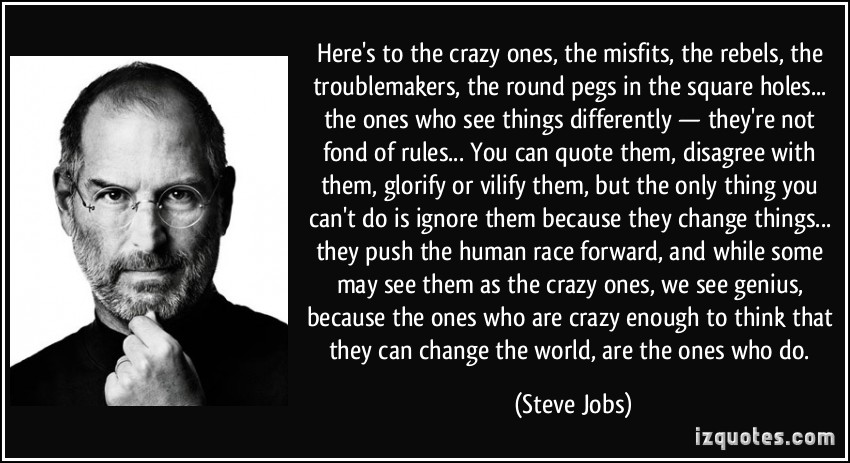 Here's to the crazy ones, the misfits, the rebels, the
troublemakers, the round pegs in the square holes...
the ones who see things differently — they're not
fond of rules... You can quote them, disagree with
them, glorify or vilify them, but the only thing you
can't do is ignore them because they change things...
they push the human race forward, and while some
may see them as the crazy ones, we see genius,
because the ones who are crazy enough to think that
they can change the world, are the ones who do.
(Steve Jobs)
izquotes.com